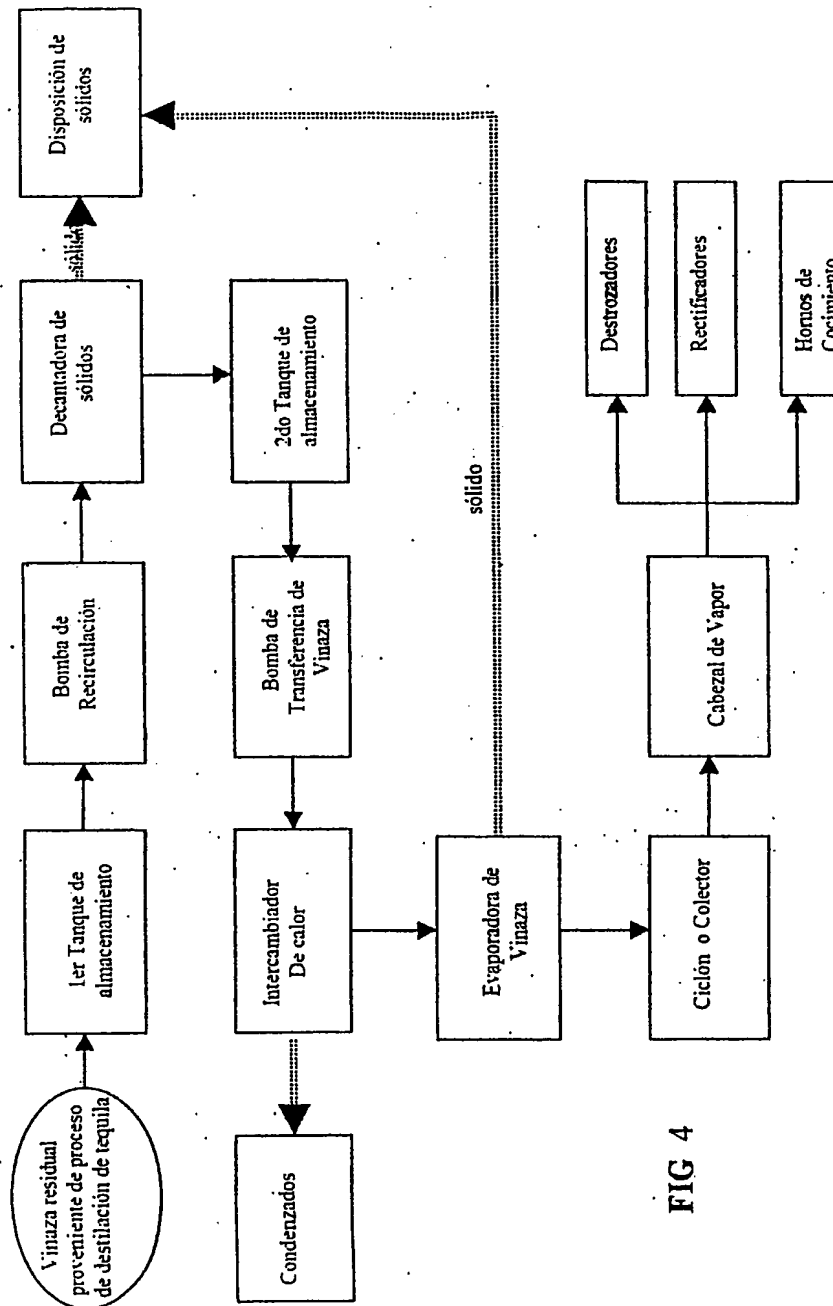 Vinaza residual
proveniente de proceso
de destilación de tequila
1er Tanque de
almacenamiento
Bomba de
Recirculación
Decantadora de
sólidos
sólido
Disposición de
sólidos
2do Tanque de
almacenamiento
Bomba de
Transferencia de
Vinaza
Intercambiador
De calor
Condenzados
Evaporadora de
Vinaza
sólido
Ciclón o Colector
Cabezal de Vapor
Destrozadores
Rectificadores
Hornos de
Cocimiento
FIG 4